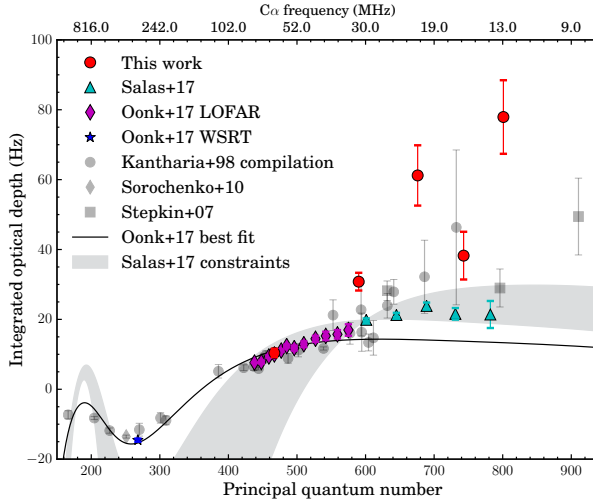 Cα frequency (MHz)
816.0 242.0 102.0 52.0 30.0 19.0 13.0 9.0
100
80
60
40
20
0
−20
Integrated optical depth (Hz)
This work
Salas+17
Oonk+17 LOFAR
Oonk+17 WSRT
Kantharia+98 compilation
Sorochenko+10
Stepkin+07
Oonk+17 best fit
Salas+17 constraints
200 300 400 500 600 700 800 900
Principal quantum number